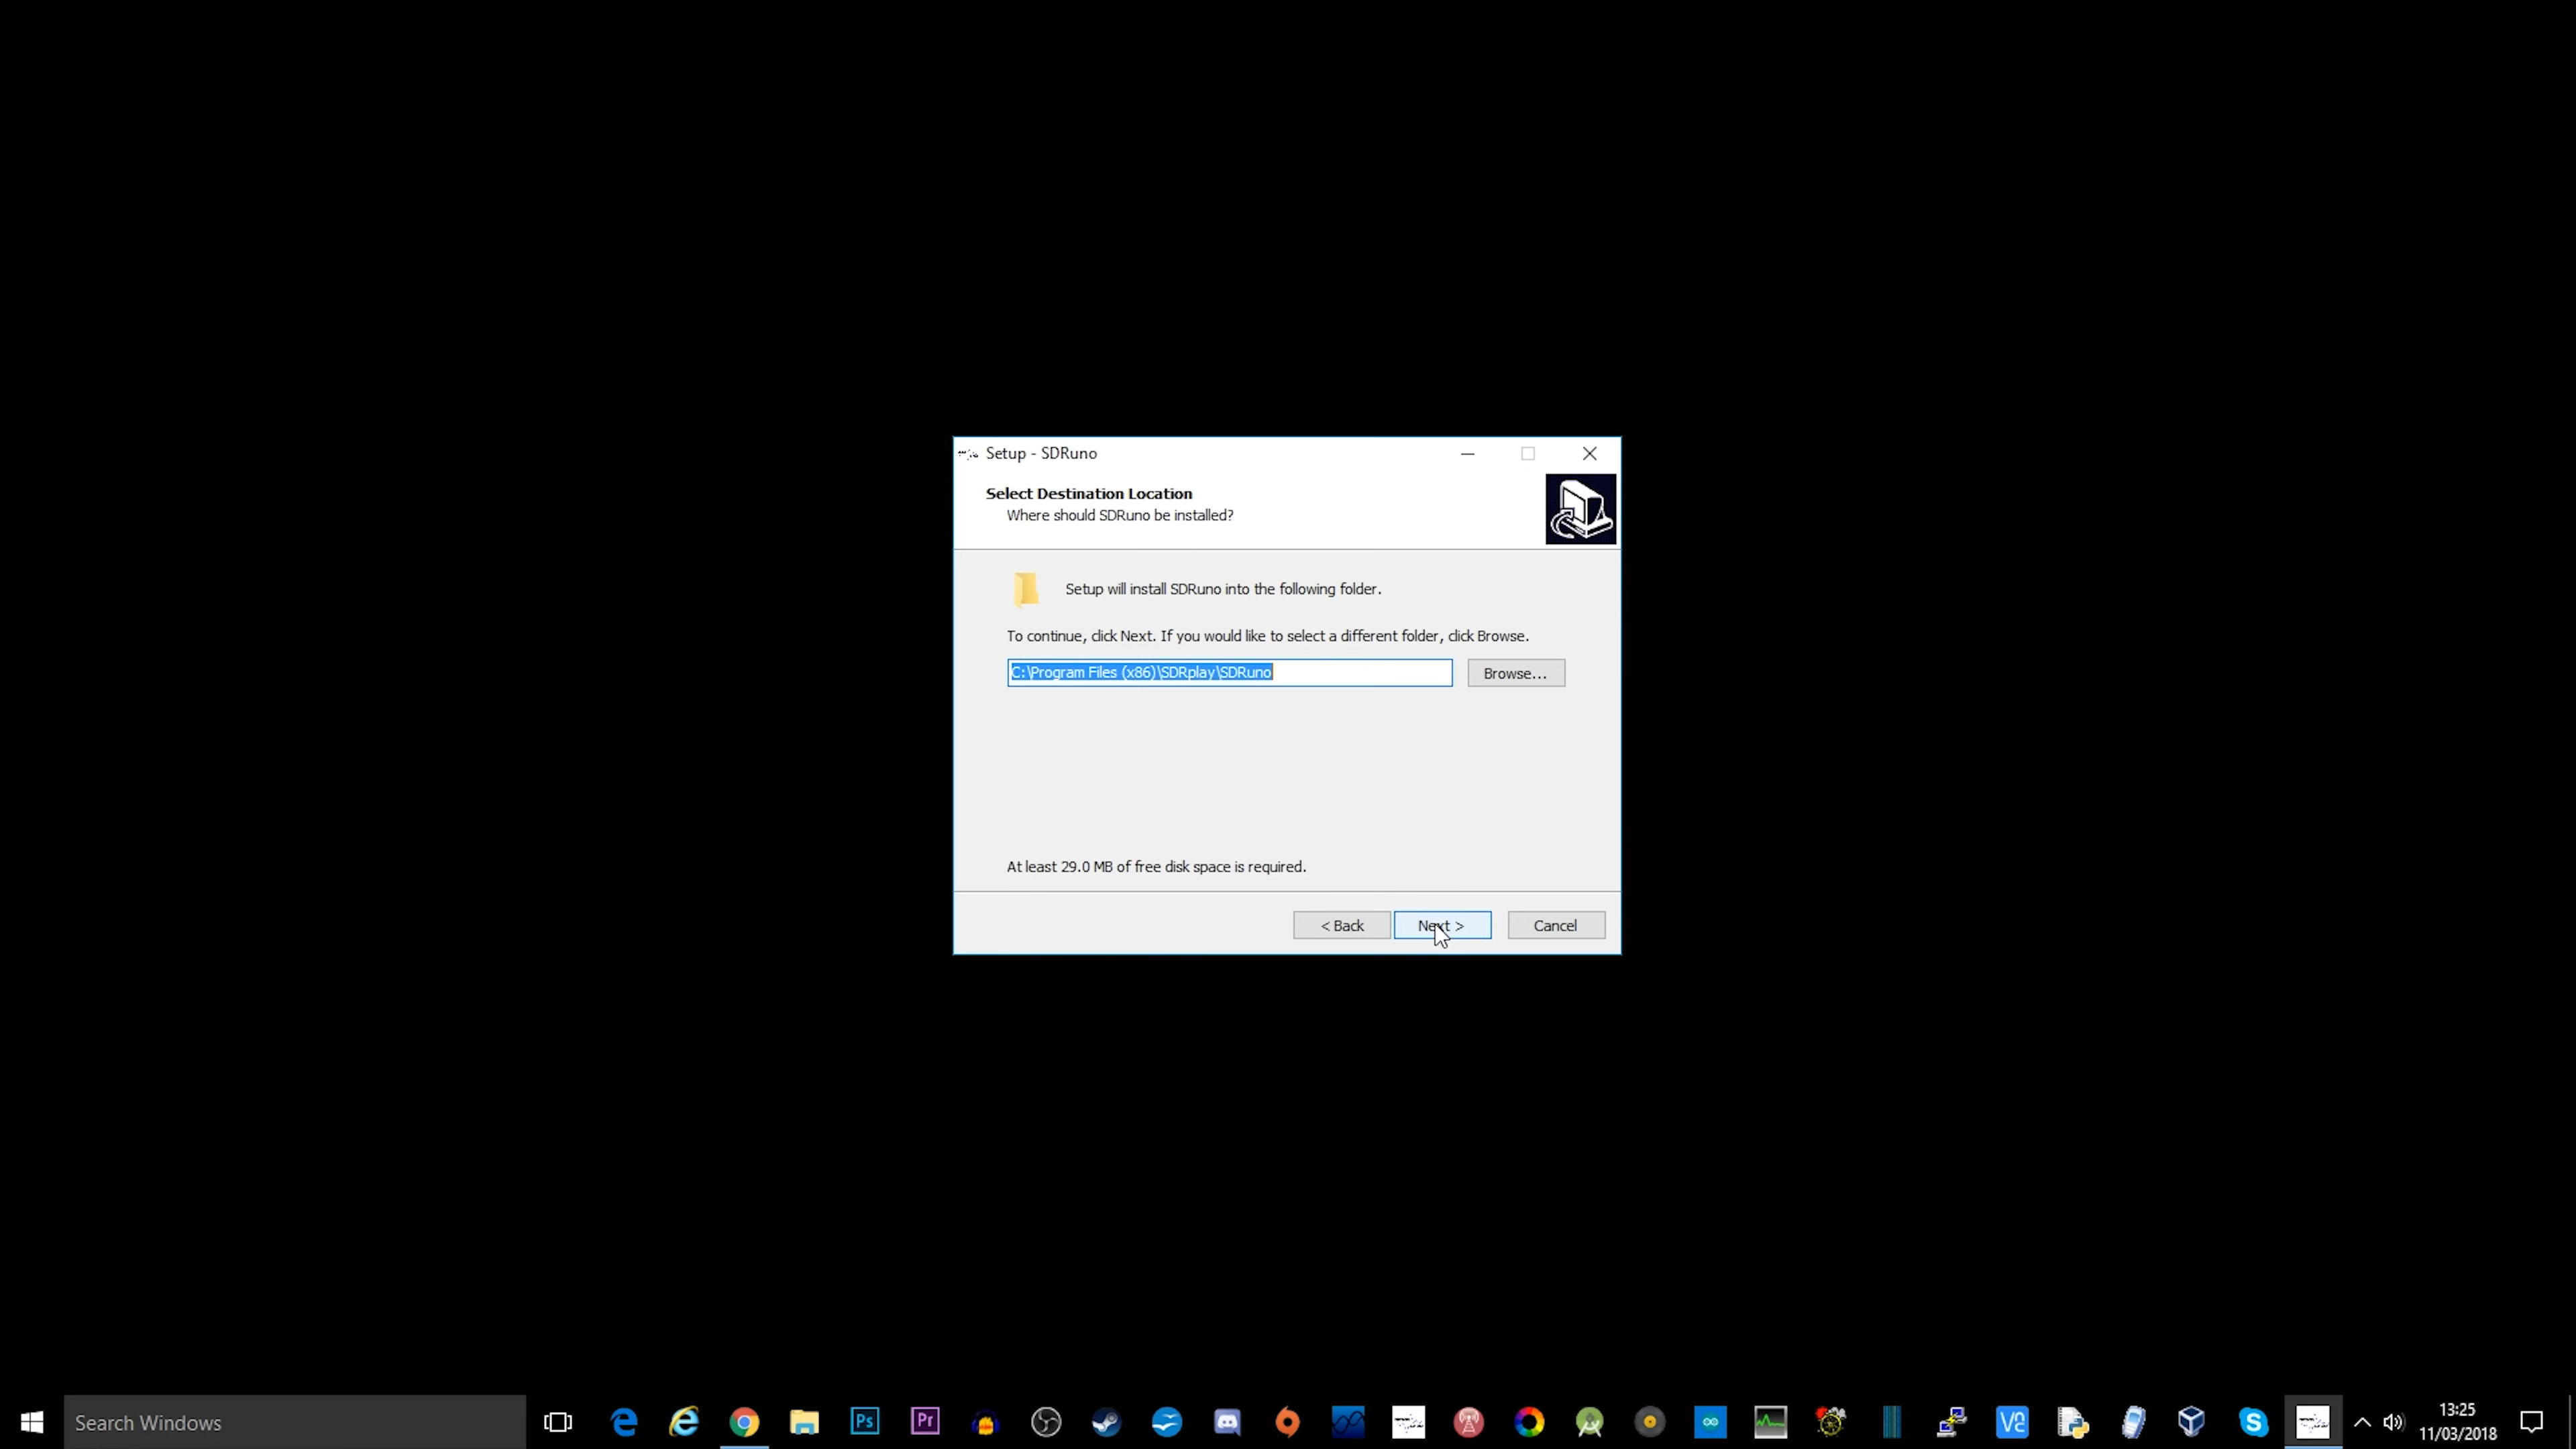 Setup - SDRuno
Select Destination Location
Where should SDRuno be installed?
Setup will install SDRuno into the following folder.
To continue, click Next. If you would like to select a different folder, click Browse.
C:\Program Files (x86)\SDRplay\SDRuno
Browse...
At least 29.0 MB of free disk space is required.
< Back
Next >
Cancel
Search Windows
Ps
Pr
13:25
11/03/2018